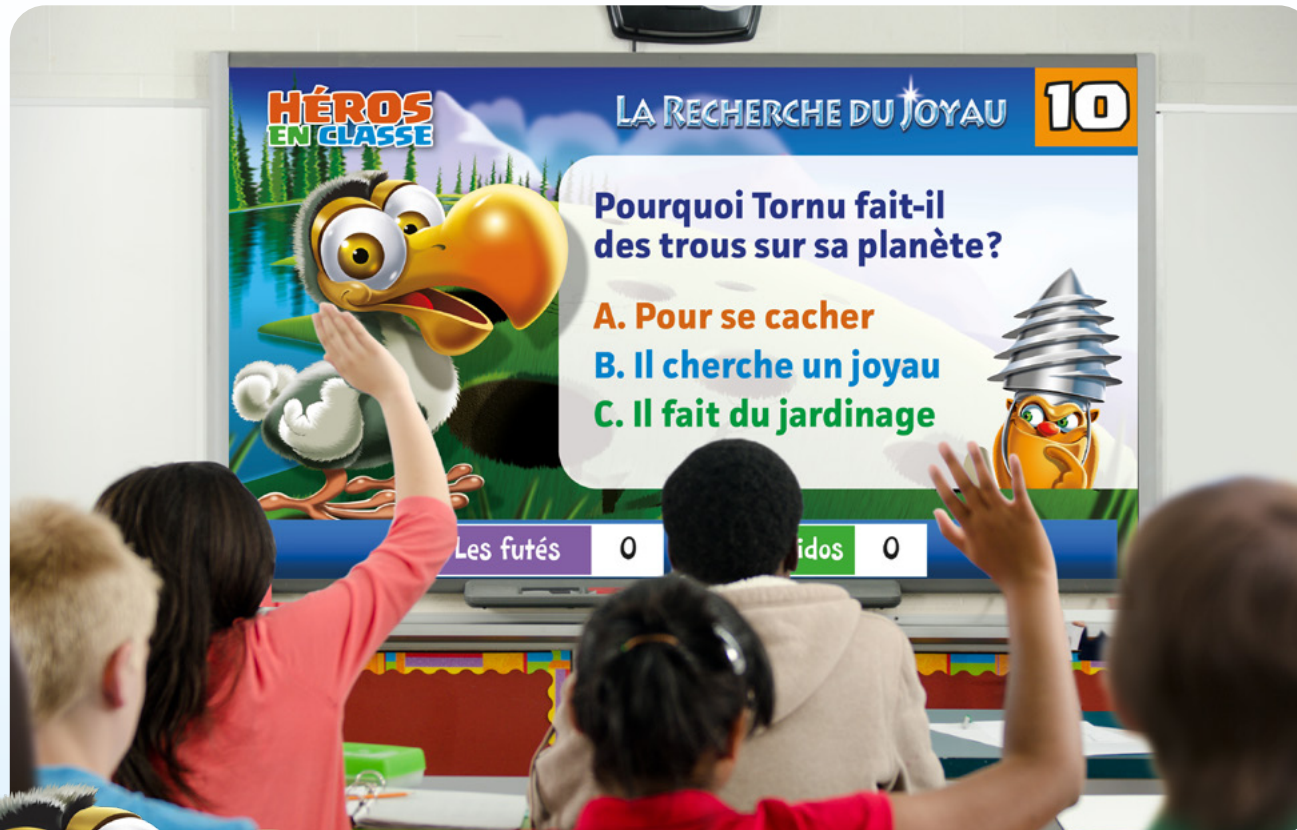 HÉROS
EN CLASSE
LA RECHERCHE DU JOYAU
10
Pourquoi Tornu fait-il
des trous sur sa planète?
A. Pour se cacher
B. Il cherche un joyau
C. Il fait du jardinage
Les futés
0
0